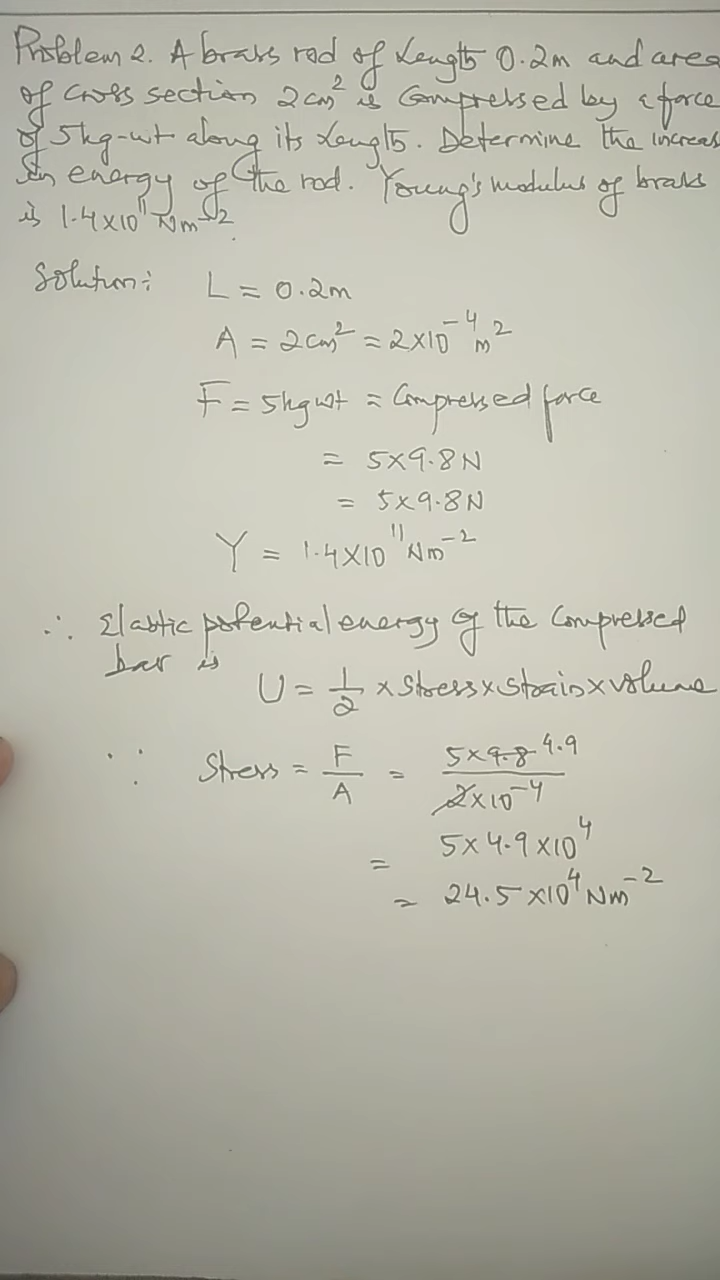 Problem 2. A brass rod of length 0.2m and area
of cross section 2cm² is Compressed by a force
of 5kg-wt along its length. Determine the increas
in energy of the rod. Young's modulus of brass
is 1.4×10¹¹ Nm⁻².
Solution: L = 0.2m
A = 2cm² = 2×10⁻⁴ m²
F = 5kgwt = Compressed force
= 5×9.8N
= 5×9.8N
Y = 1.4×10¹¹ Nm⁻²
∴ Elastic potential energy of the Compressed
bar is
U = 1/2 × Stress × Strain × Volume
∵ Stress = F/A = 5×9.8 4.9 / 2×10⁻⁴
= 5×4.9×10⁴
= 24.5×10⁴ Nm⁻²